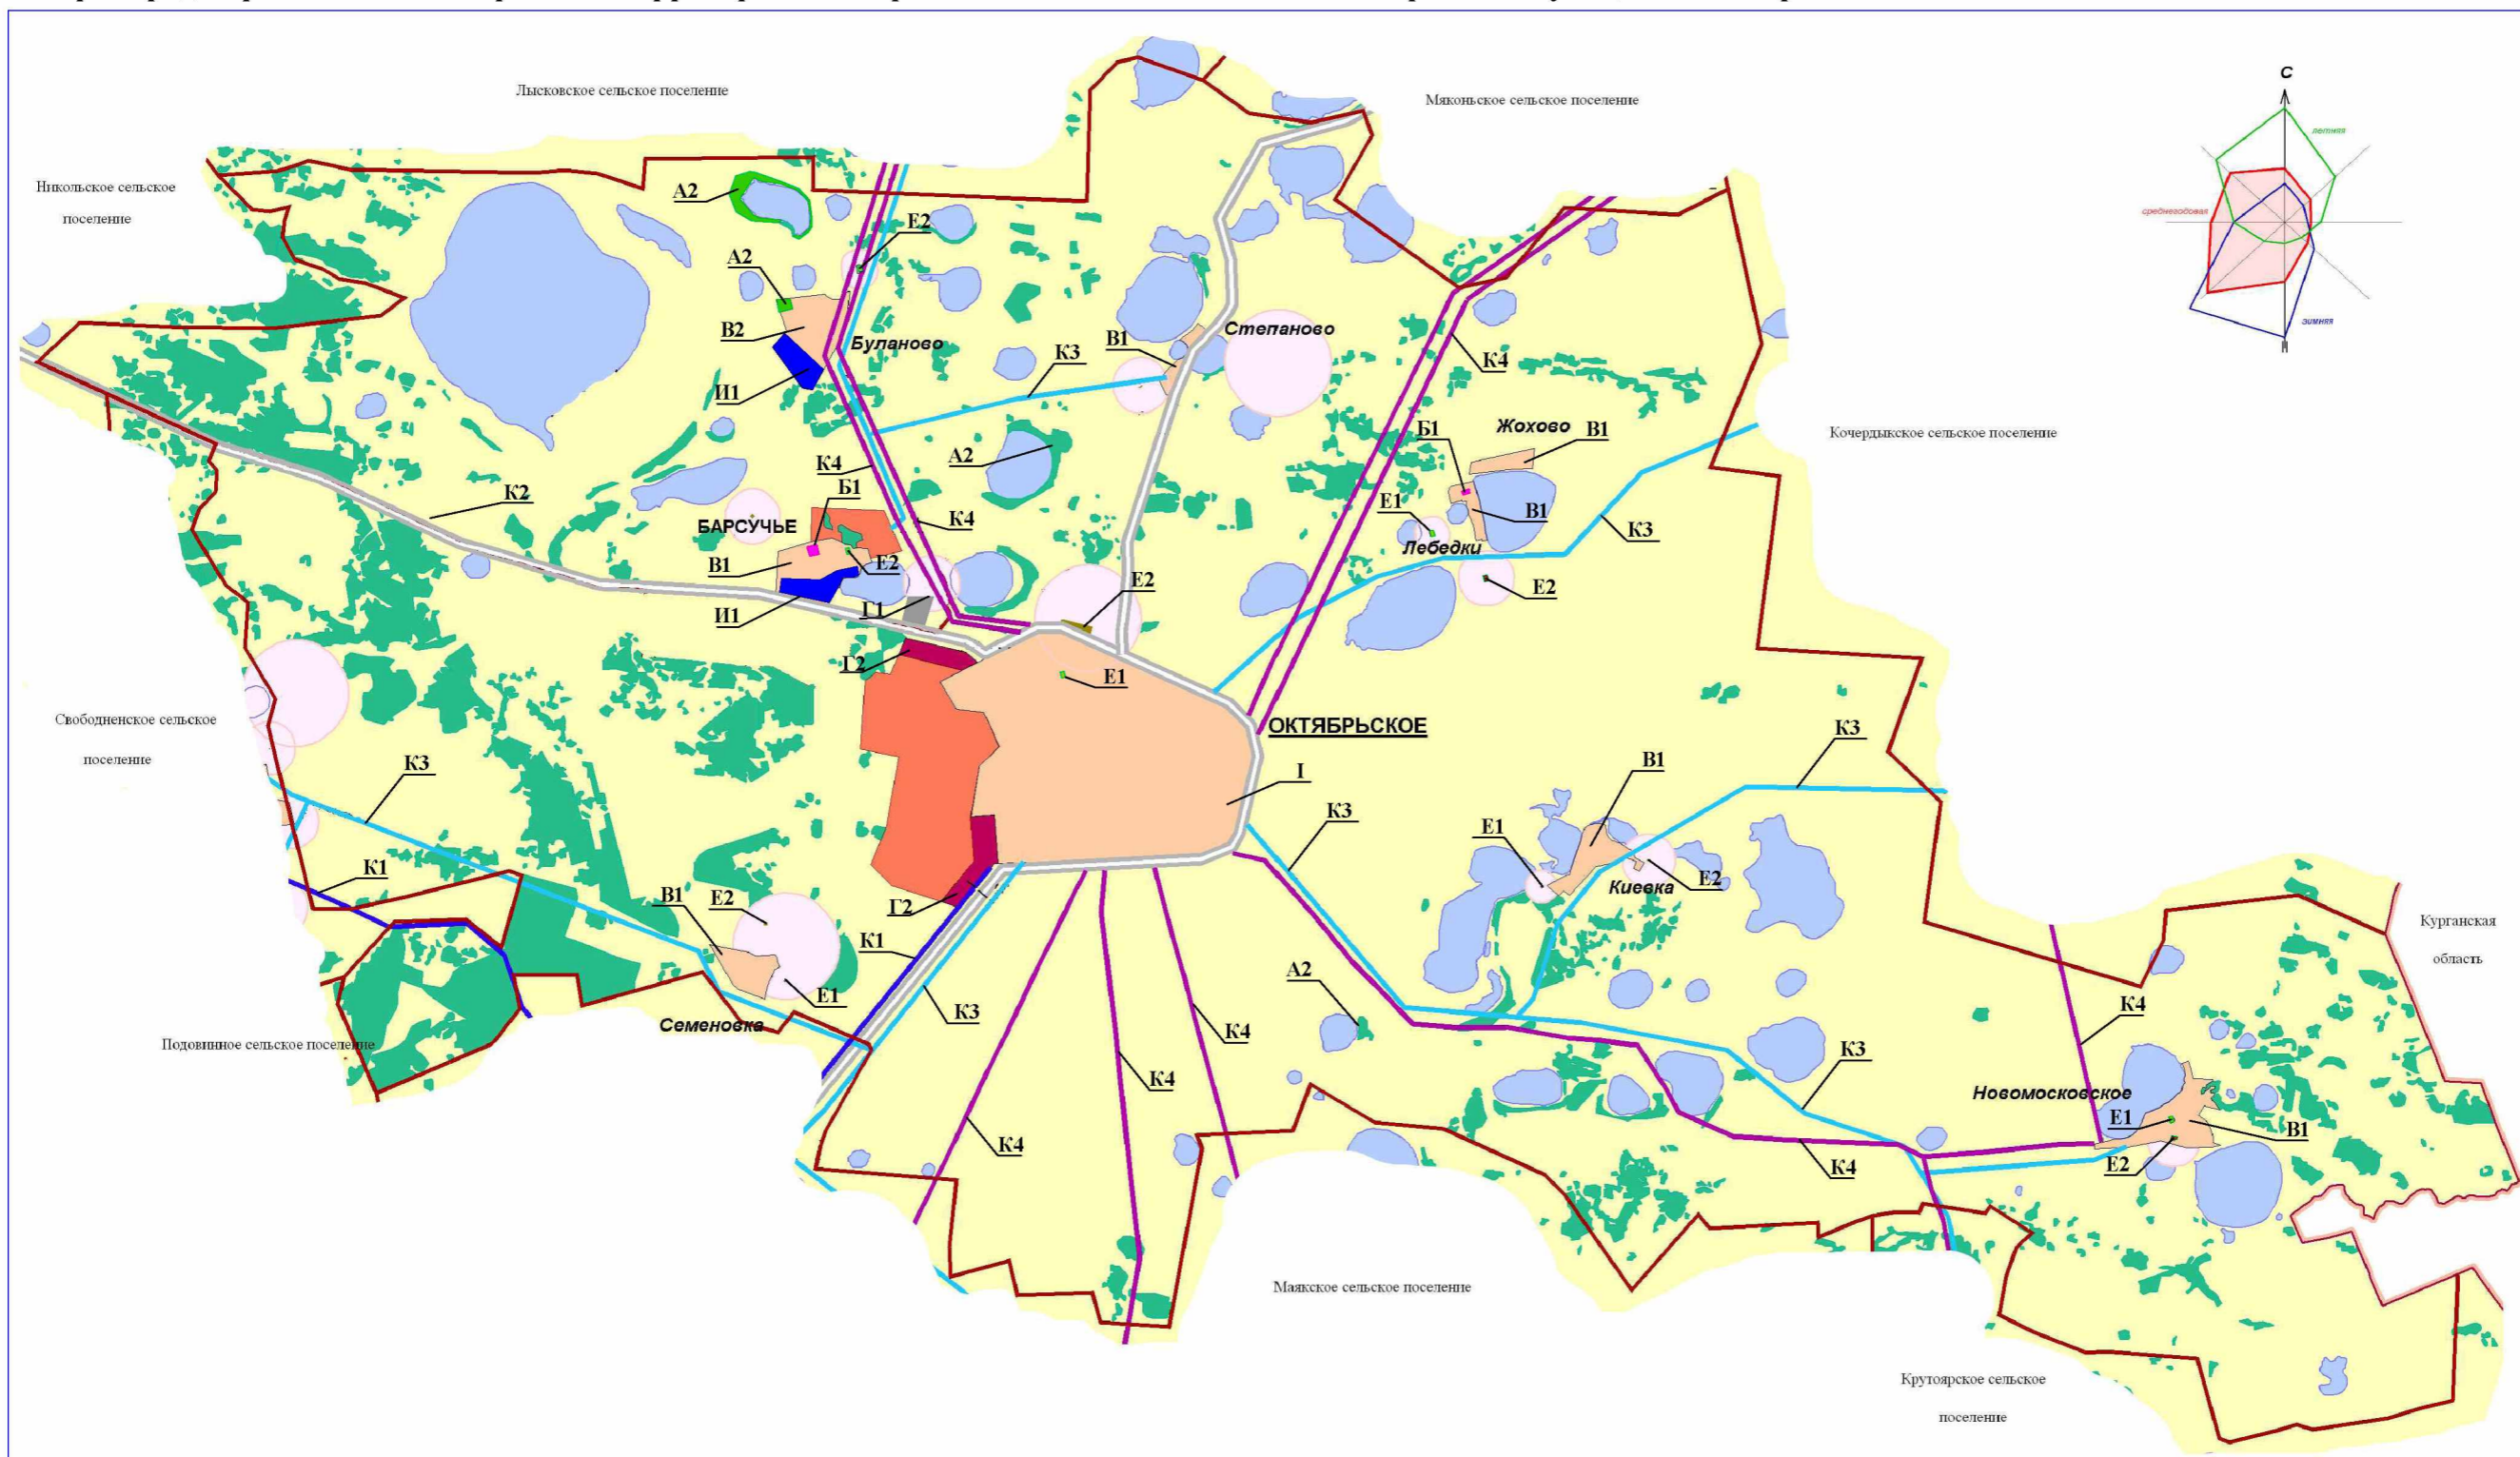 С
Лысковское сельское поселение
Мяконьское сельское поселение
летняя
Никольское сельское
поселение
А2
Е2
среднегодовая
А2
зимняя
Ю
В2
Буланово
Степаново
В1
К3
К4
И1
Б1
Жохово
В1
Кочердыкское сельское поселение
А2
К4
Б1
К2
Е1
В1
К3
БАРСУЧЬЕ
К4
Лебедки
В1
Е2
Е2
Е2
Г1
И1
Г2
Е1
Свободненское сельское
поселение
ОКТЯБРЬСКОЕ
К3
К3
В1
I
К3
Е1
К1
Е2
Киевка
В1
Е2
Г2
Курганская
область
К1
А2
Е1
К3
К4
К4
Семеновка
Подовинное сельское поселение
К4
К3
Новомосковское
Е1
В1
К4
К4
Е2
Маякское сельское поселение
Крутоярское сельское
поселение